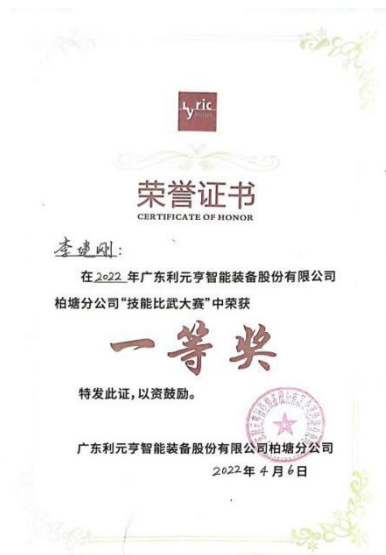 Lyric
荣誉证书
CERTIFICATE OF HONOR
李建刚:
在2022年广东利元亨智能装备股份有限公司
柏塘分公司“技能比武大赛”中荣获
一等奖
特发此证,以资鼓励。
广东利元亨智能装备股份有限公司柏塘分公司
2022年4月6日